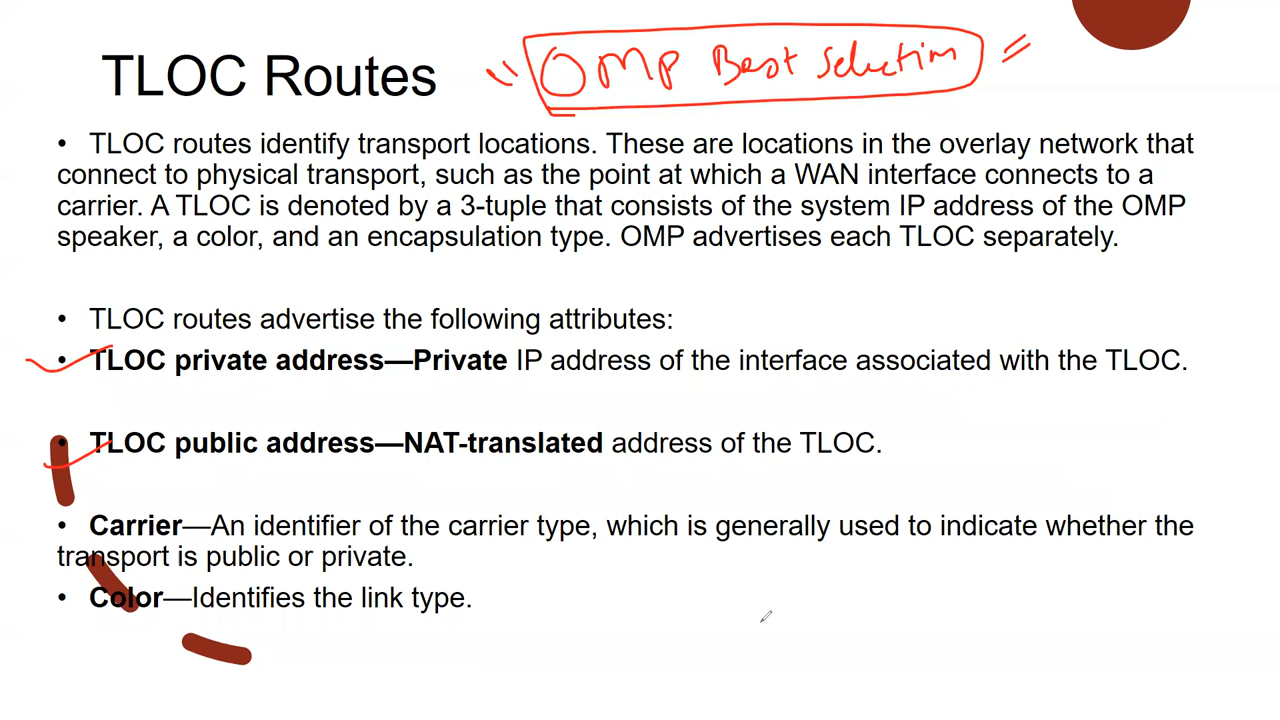 TLOC Routes
"OMP Best Selection"
• TLOC routes identify transport locations. These are locations in the overlay network that
connect to physical transport, such as the point at which a WAN interface connects to a
carrier. A TLOC is denoted by a 3-tuple that consists of the system IP address of the OMP
speaker, a color, and an encapsulation type. OMP advertises each TLOC separately.
• TLOC routes advertise the following attributes:
• TLOC private address—Private IP address of the interface associated with the TLOC.
• TLOC public address—NAT-translated address of the TLOC.
• Carrier—An identifier of the carrier type, which is generally used to indicate whether the
transport is public or private.
• Color—Identifies the link type.